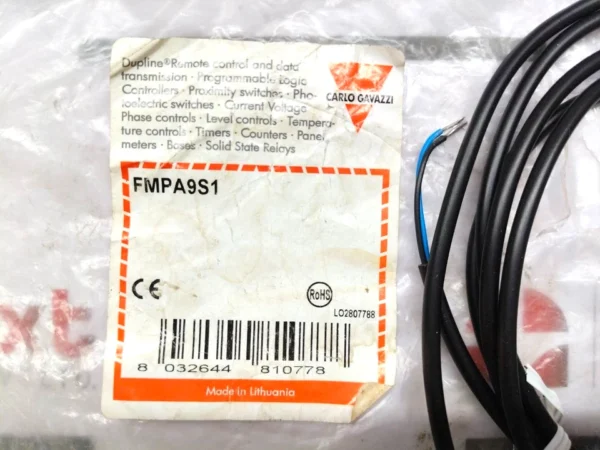 Dupline® Remote control and data
transmission · Programmable Logic
Controllers · Proximity switches · Pho-
toelectric switches · Current Voltage
Phase controls · Level controls · Tempera-
ture controls · Timers · Counters · Panel
meters · Bases · Solid State Relays
CARLO GAVAZZI
FMPA9S1
CE
RoHS
LO2807788
8 032644 810778
Made in Lithuania